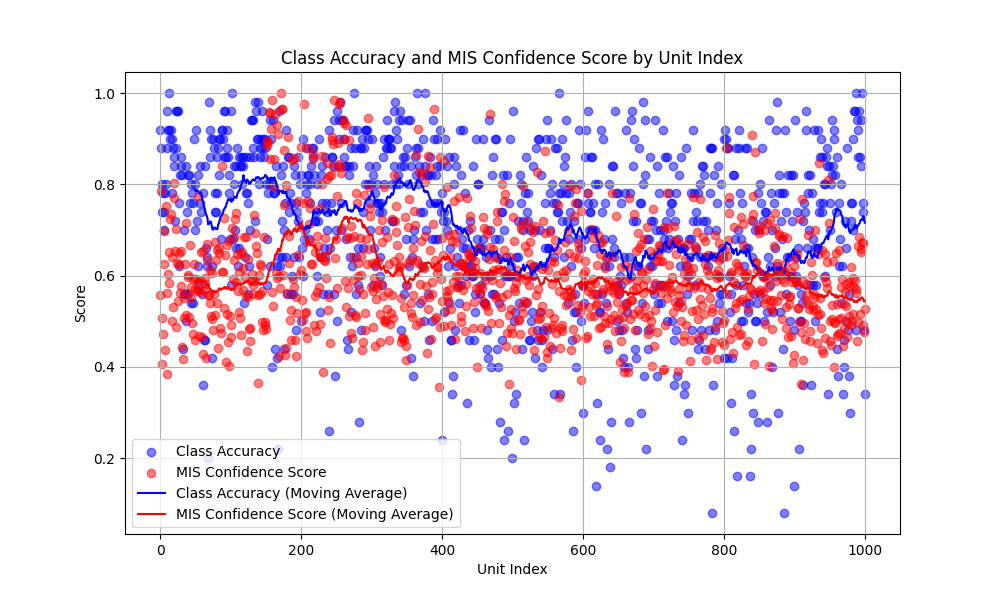 Class Accuracy and MIS Confidence Score by Unit Index
1.0
0.8
0.6
0.4
0.2
Score
Class Accuracy
MIS Confidence Score
Class Accuracy (Moving Average)
MIS Confidence Score (Moving Average)
0
200
400
600
800
1000
Unit Index